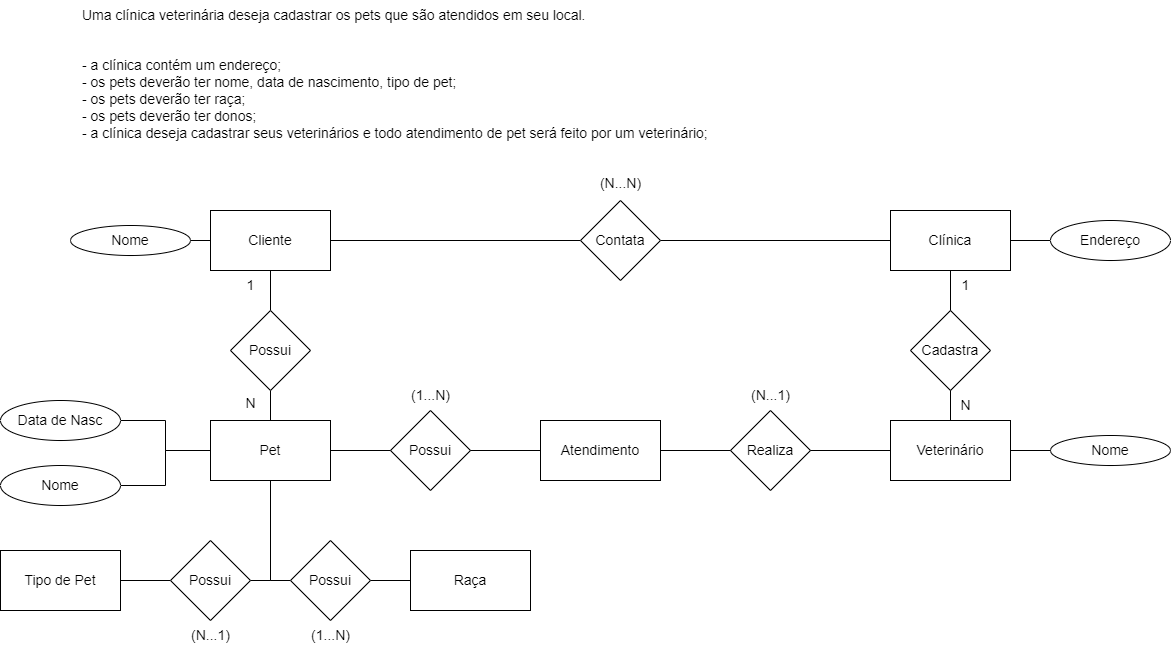 Uma clínica veterinária deseja cadastrar os pets que são atendidos em seu local.
- a clínica contém um endereço;
- os pets deverão ter nome, data de nascimento, tipo de pet;
- os pets deverão ter raça;
- os pets deverão ter donos;
- a clínica deseja cadastrar seus veterinários e todo atendimento de pet será feito por um veterinário;
(N...N)
Nome
Cliente
Contata
Clínica
Endereço
1
1
Possui
Cadastra
N
(1...N)
(N...1)
N
Data de Nasc
Pet
Possui
Atendimento
Realiza
Veterinário
Nome
Nome
Tipo de Pet
Possui
Possui
Raça
(N...1)
(1...N)